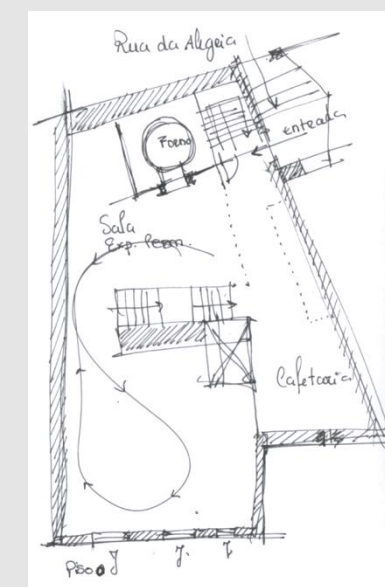 Rua da Alegria
Forno
entrada
Sala
Exp. Perm.
Cafetaria
Piso 0
J
J.
J.